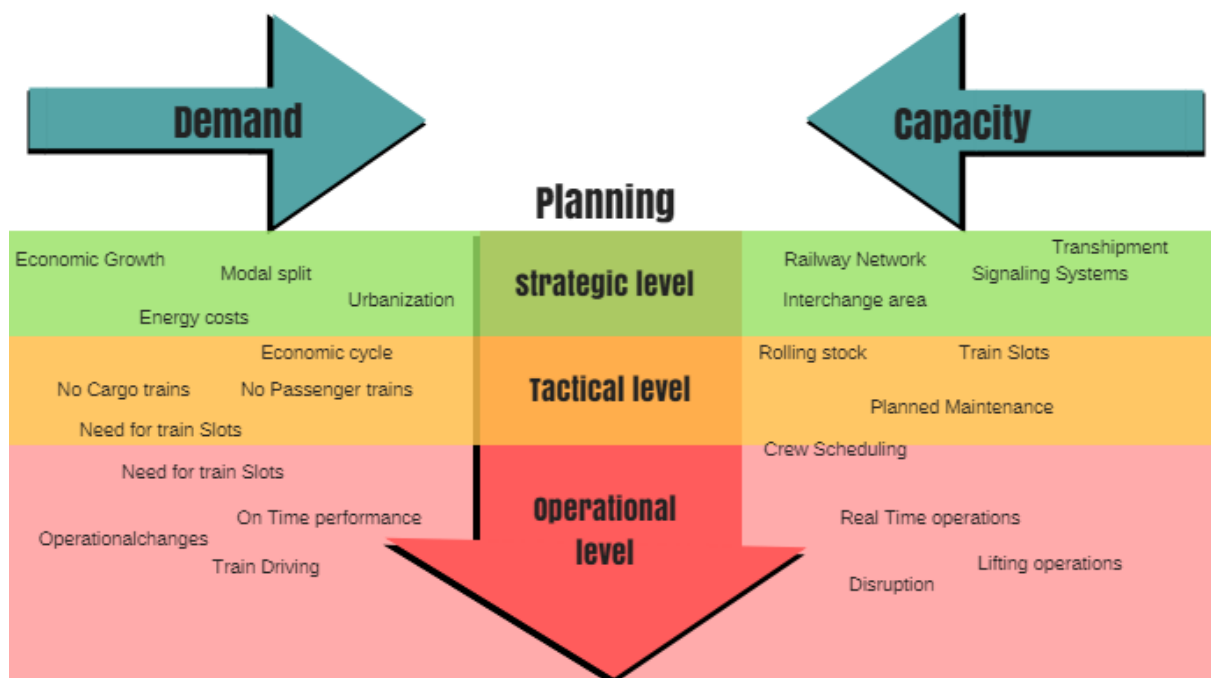 Demand
Capacity
Planning
Economic Growth
Modal split
Urbanization
Energy costs
strategic level
Railway Network
Transhipment
Signaling Systems
Interchange area
Economic cycle
No Cargo trains
No Passenger trains
Need for train Slots
Tactical level
Rolling stock
Train Slots
Planned Maintenance
Crew Scheduling
Need for train Slots
On Time performance
Operationalchanges
Train Driving
Operational
level
Real Time operations
Lifting operations
Disruption